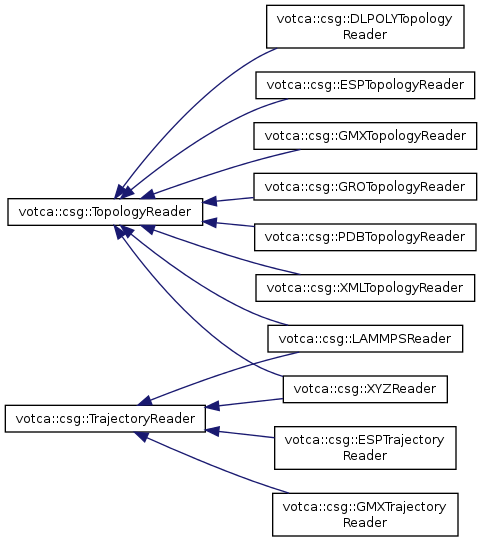 votca::csg::DLPOLYTopology
Reader
votca::csg::ESPTopologyReader
votca::csg::GMXTopologyReader
votca::csg::GROTopologyReader
votca::csg::TopologyReader
votca::csg::PDBTopologyReader
votca::csg::XMLTopologyReader
votca::csg::LAMMPSReader
votca::csg::XYZReader
votca::csg::TrajectoryReader
votca::csg::ESPTrajectory
Reader
votca::csg::GMXTrajectory
Reader